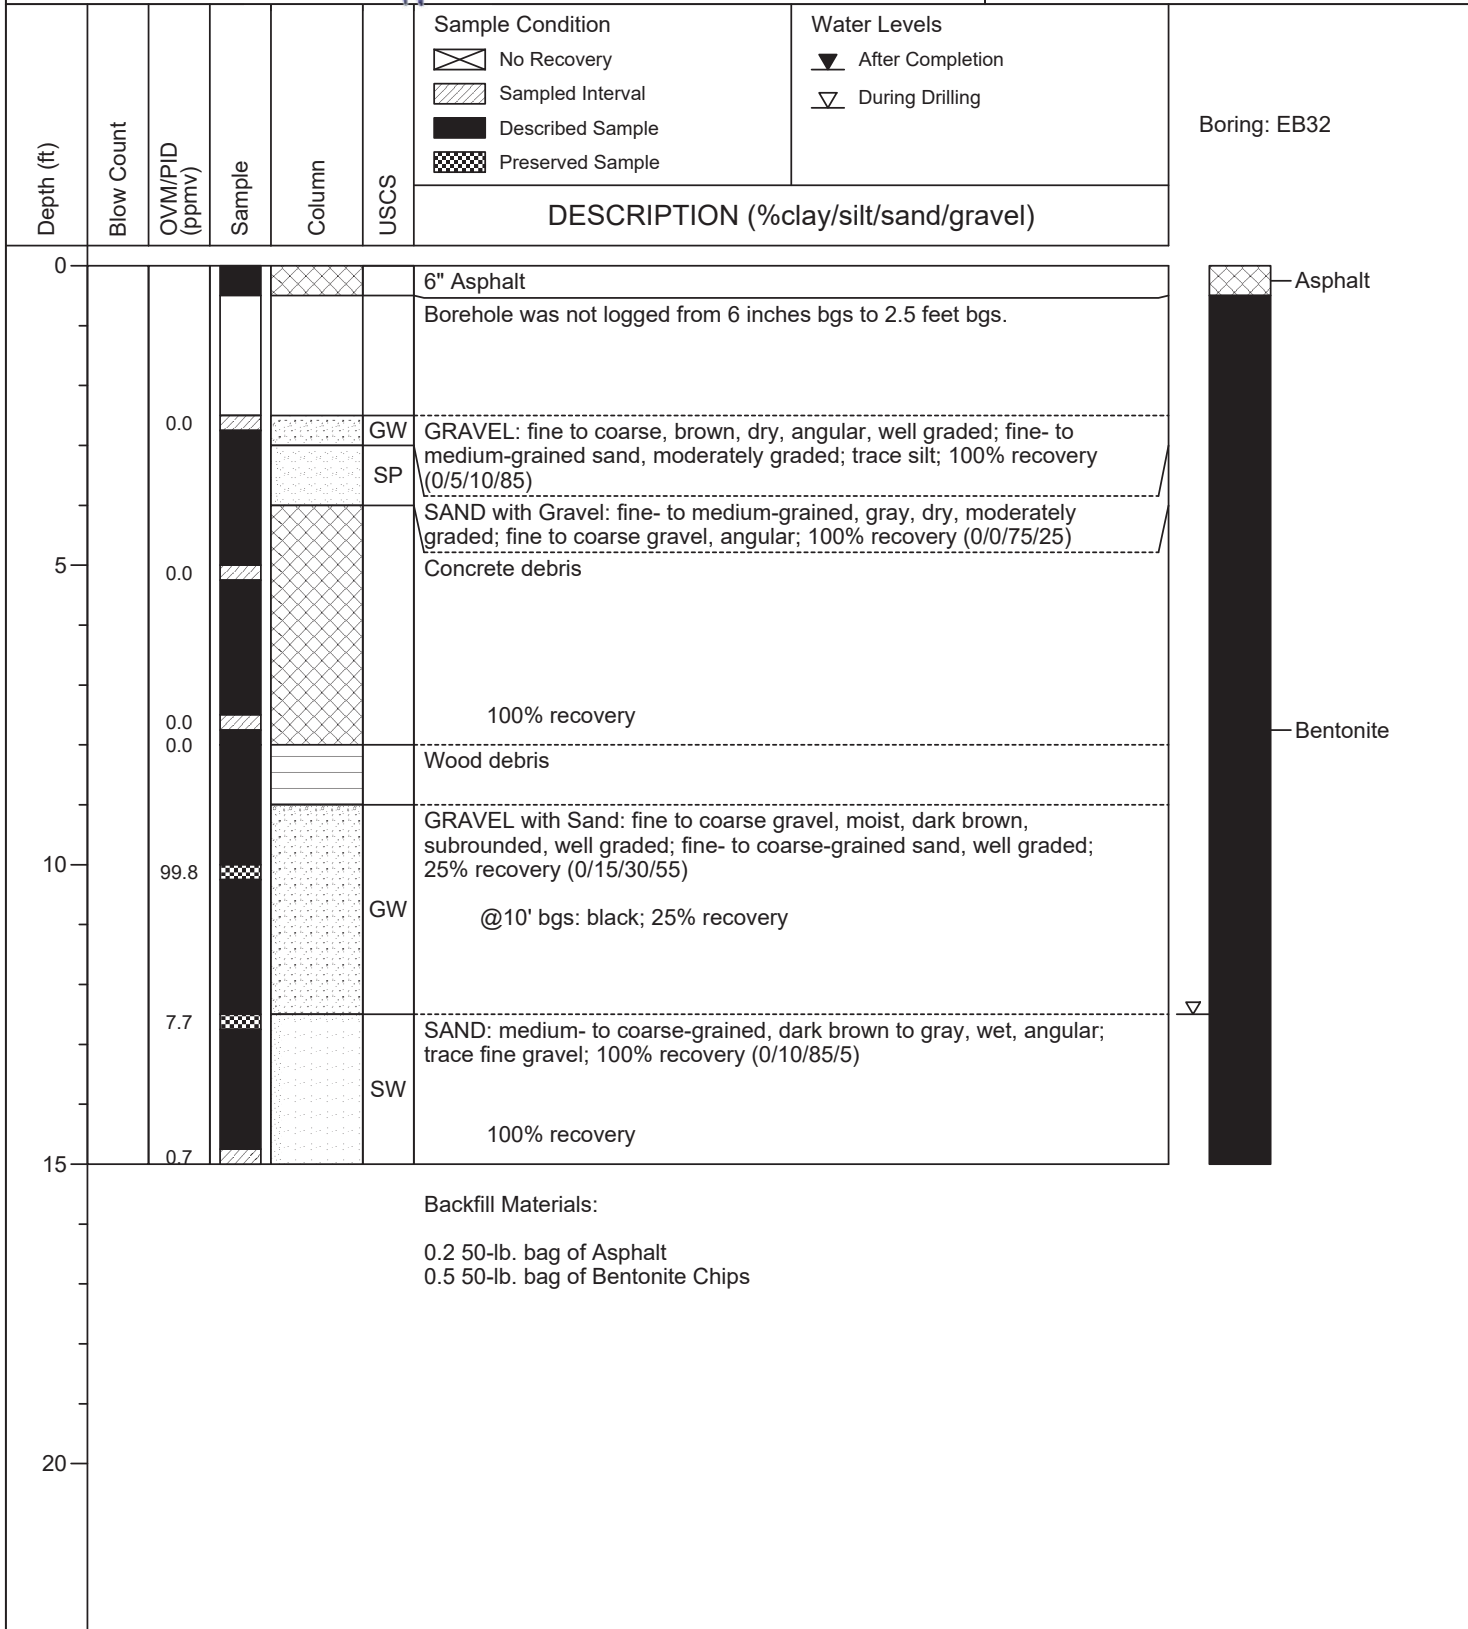 Sample Condition
No Recovery
Sampled Interval
Described Sample
Preserved Sample
Water Levels
After Completion
During Drilling
Boring: EB32
Depth (ft)
Blow Count
OVM/PID
(ppmv)
Sample
Column
USCS
DESCRIPTION (%clay/silt/sand/gravel)
0
6" Asphalt
Asphalt
Borehole was not logged from 6 inches bgs to 2.5 feet bgs.
0.0
GW
GRAVEL: fine to coarse, brown, dry, angular, well graded; fine- to
medium-grained sand, moderately graded; trace silt; 100% recovery
(0/5/10/85)
SP
SAND with Gravel: fine- to medium-grained, gray, dry, moderately
graded; fine to coarse gravel, angular; 100% recovery (0/0/75/25)
5
0.0
Concrete debris
100% recovery
0.0
0.0
Bentonite
Wood debris
GRAVEL with Sand: fine to coarse gravel, moist, dark brown,
subrounded, well graded; fine- to coarse-grained sand, well graded;
25% recovery (0/15/30/55)
10
99.8
GW
@10' bgs: black; 25% recovery
7.7
SAND: medium- to coarse-grained, dark brown to gray, wet, angular;
trace fine gravel; 100% recovery (0/10/85/5)
SW
100% recovery
0.7
15
Backfill Materials:
0.2 50-lb. bag of Asphalt
0.5 50-lb. bag of Bentonite Chips
20